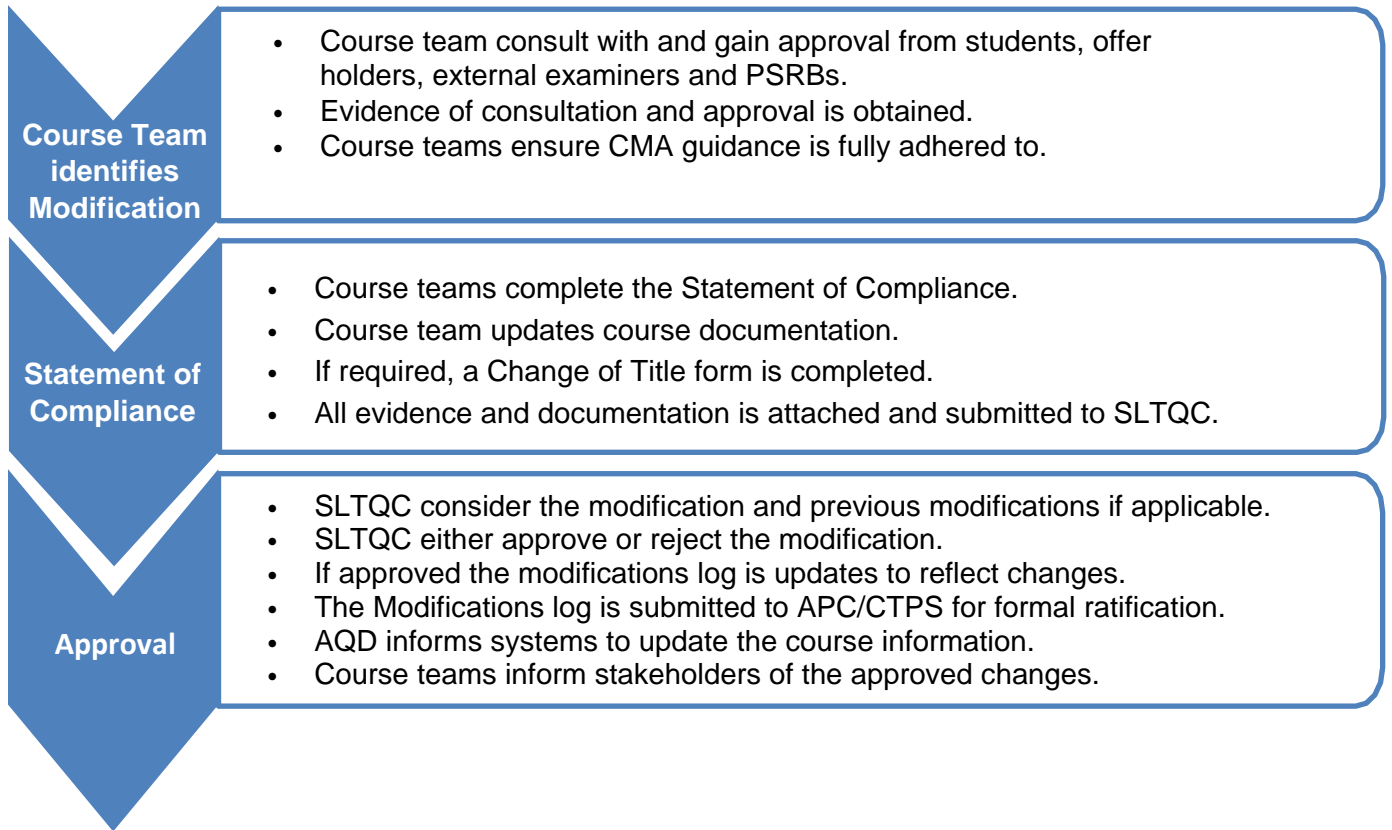 Course Team
identifies
Modification
• Course team consult with and gain approval from students, offer
holders, external examiners and PSRBs.
• Evidence of consultation and approval is obtained.
• Course teams ensure CMA guidance is fully adhered to.
Statement of
Compliance
• Course teams complete the Statement of Compliance.
• Course team updates course documentation.
• If required, a Change of Title form is completed.
• All evidence and documentation is attached and submitted to SLTQC.
Approval
• SLTQC consider the modification and previous modifications if applicable.
• SLTQC either approve or reject the modification.
• If approved the modifications log is updates to reflect changes.
• The Modifications log is submitted to APC/CTPS for formal ratification.
• AQD informs systems to update the course information.
• Course teams inform stakeholders of the approved changes.